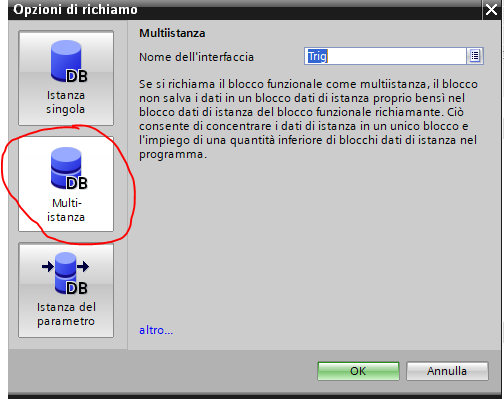 Opzioni di richiamo
DB
Istanza
singola
DB
Multi-
istanza
DB
Istanza del
parametro
Multiistanza
Nome dell'interfaccia
Trig
Se si richiama il blocco funzionale come multiistanza, il blocco
non salva i dati in un blocco dati di istanza proprio bensì nel
blocco dati di istanza del blocco funzionale richiamante. Ciò
consente di concentrare i dati di istanza in un unico blocco e
l'impiego di una quantità inferiore di blocchi dati di istanza nel
programma.
altro...
OK
Annulla